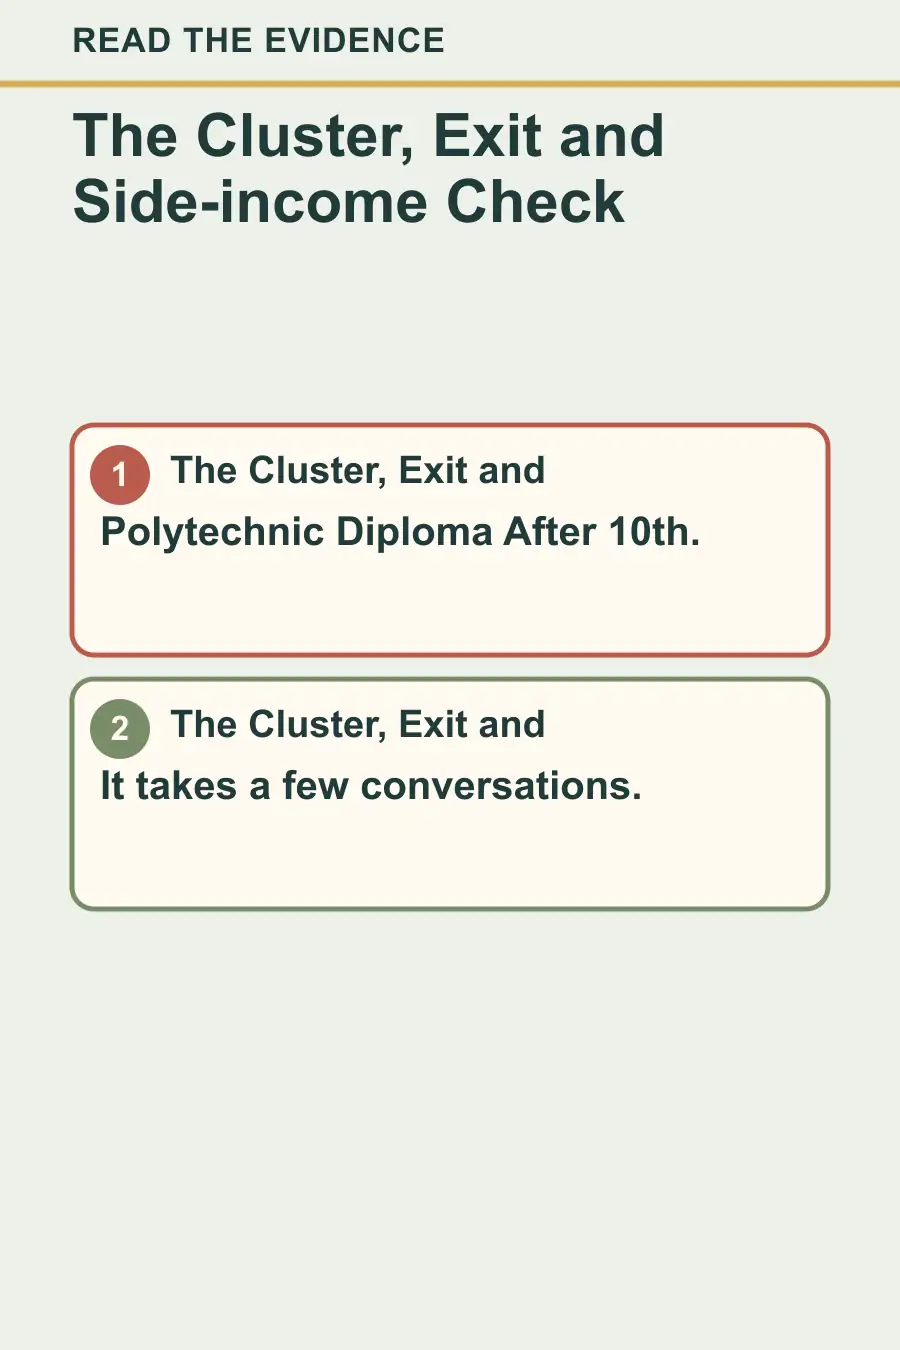 READ THE EVIDENCE
The Cluster, Exit and
Side-income Check
1 The Cluster, Exit and
Polytechnic Diploma After 10th.
2 The Cluster, Exit and
It takes a few conversations.